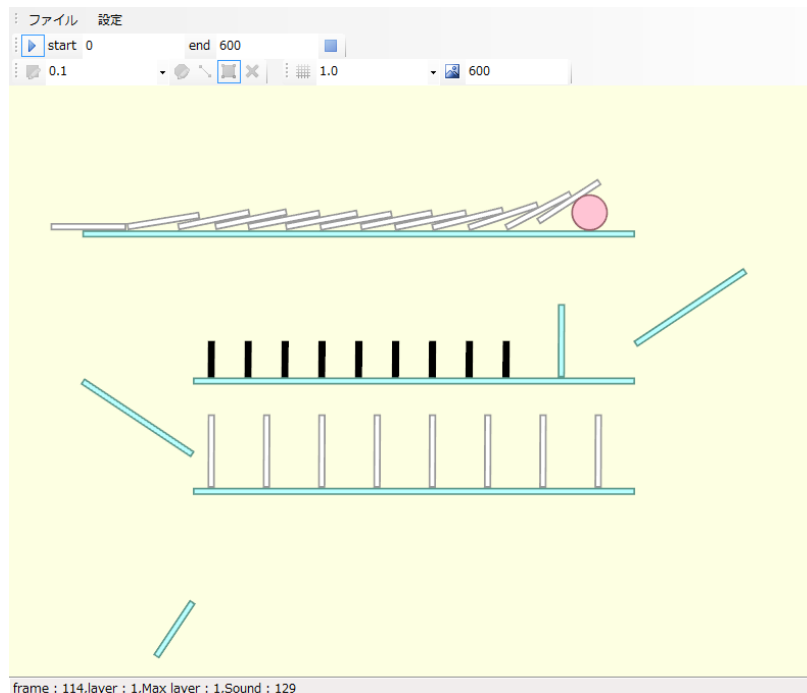 ファイル 設定
start 0 end 600
0.1 1.0 600
frame : 114,layer : 1,Max layer : 1,Sound : 129